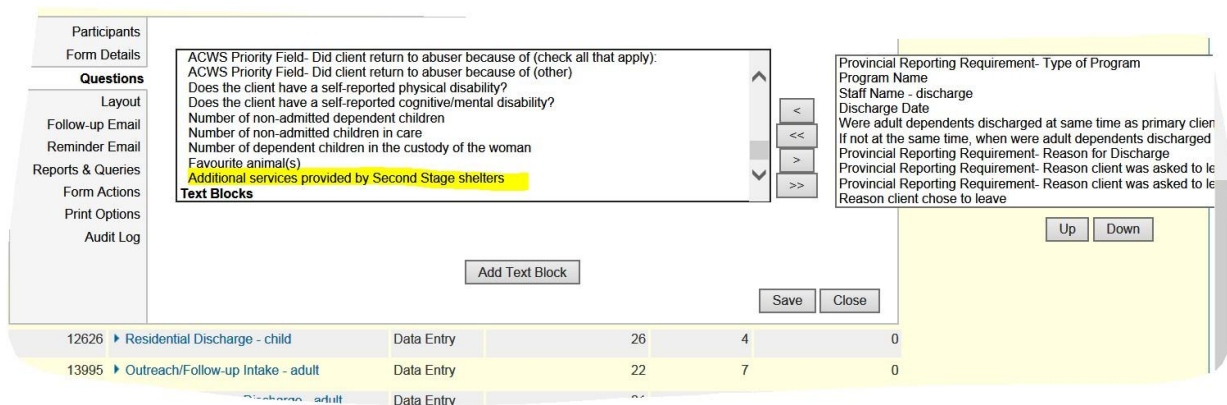 Participants
Form Details
Questions
Layout
Follow-up Email
Reminder Email
Reports & Queries
Form Actions
Print Options
Audit Log
ACWS Priority Field- Did client return to abuser because of (check all that apply):
ACWS Priority Field- Did client return to abuser because of (other)
Does the client have a self-reported physical disability?
Does the client have a self-reported cognitive/mental disability?
Number of non-admitted dependent children
Number of non-admitted children in care
Number of dependent children in the custody of the woman
Favourite animal(s)
Additional services provided by Second Stage shelters
Text Blocks
<
<<
>
>>
Provincial Reporting Requirement- Type of Program
Program Name
Staff Name - discharge
Discharge Date
Were adult dependents discharged at same time as primary clien
If not at the same time, when were adult dependents discharged
Provincial Reporting Requirement- Reason for Discharge
Provincial Reporting Requirement- Reason client was asked to le
Provincial Reporting Requirement- Reason client was asked to le
Reason client chose to leave
Up Down
Add Text Block
Save Close
12626 Residential Discharge - child Data Entry 26 4 0
13995 Outreach/Follow-up Intake - adult Data Entry 22 7 0
Discharge - adult Data Entry